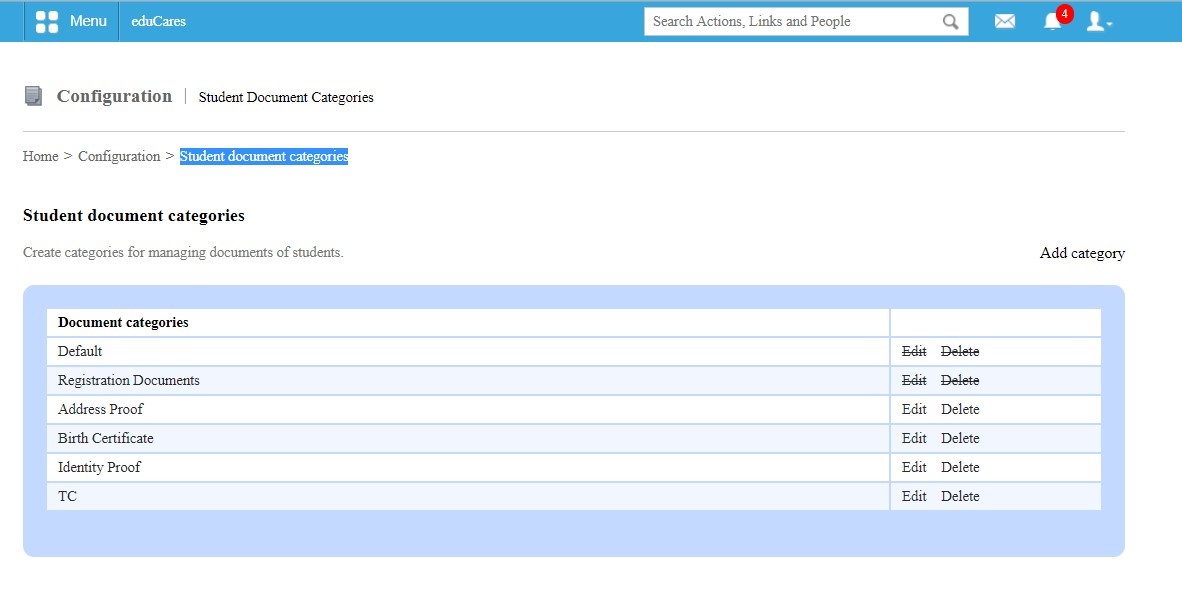 Menu eduCares Search Actions, Links and People 4
Configuration Student Document Categories
Home > Configuration > Student document categories
Student document categories
Create categories for managing documents of students. Add category
Document categories
Default Edit Delete
Registration Documents Edit Delete
Address Proof Edit Delete
Birth Certificate Edit Delete
Identity Proof Edit Delete
TC Edit Delete